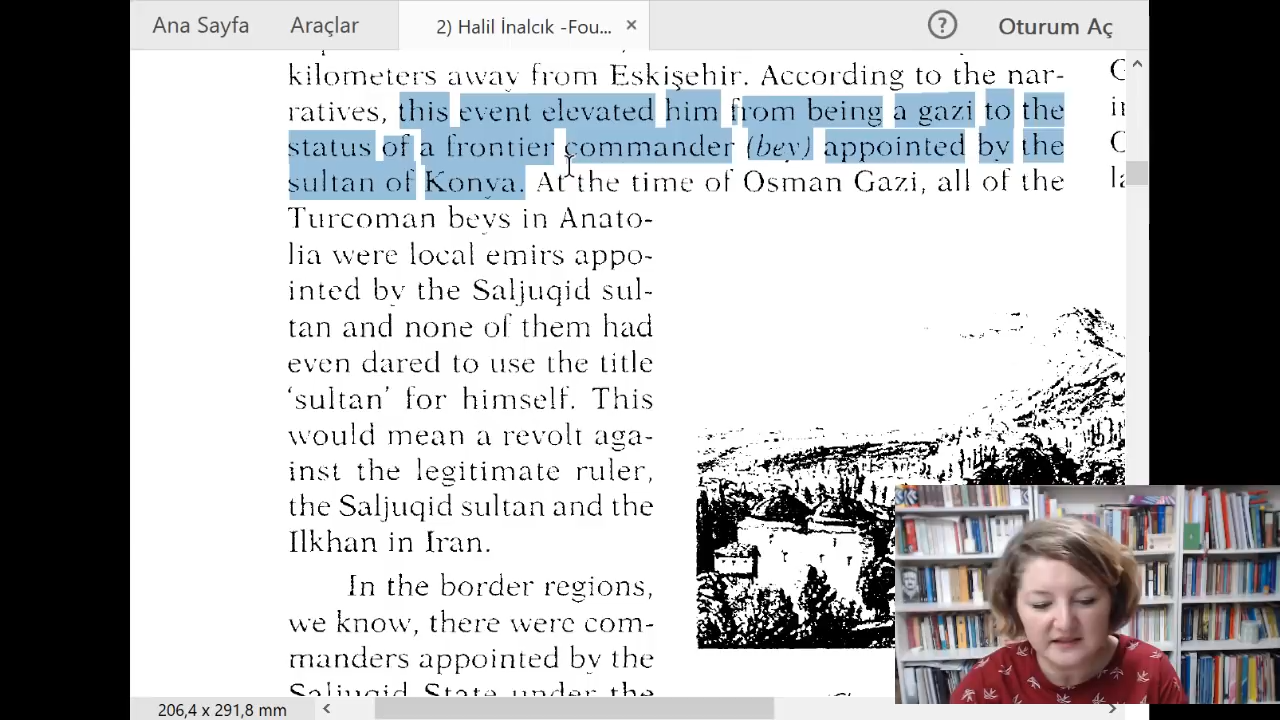 Ana Sayfa
Araçlar
2) Halil İnalcık -Fou...
×
?
Oturum Aç
kilometers away from Eskişehir. According to the nar-
ratives, this event elevated him from being a gazi to the
status of a frontier commander (bey) appointed by the
sultan of Konya. At the time of Osman Gazi, all of the
Turcoman beys in Anato-
lia were local emirs appo-
inted by the Saljuqid sul-
tan and none of them had
even dared to use the title
‘sultan’ for himself. This
would mean a revolt aga-
inst the legitimate ruler,
the Saljuqid sultan and the
Ilkhan in Iran.
In the border regions,
we know, there were com-
manders appointed by the
Saljuqid State under the
206,4 x 291,8 mm